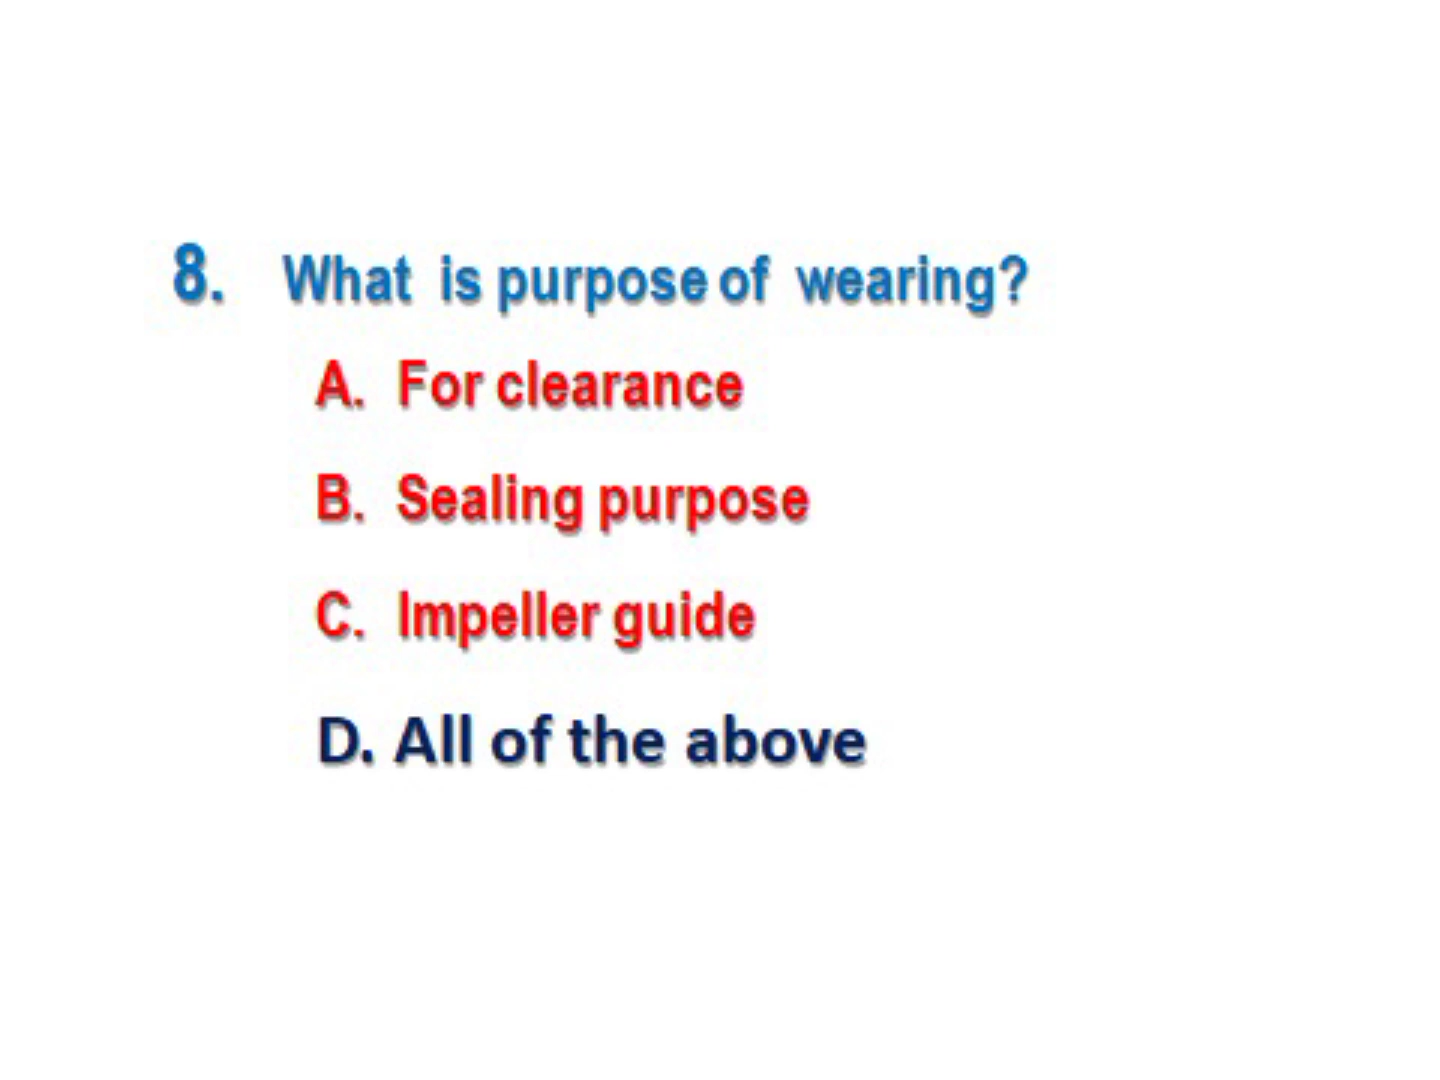 8. What is purpose of wearing?
A. For clearance
B. Sealing purpose
C. Impeller guide
D. All of the above